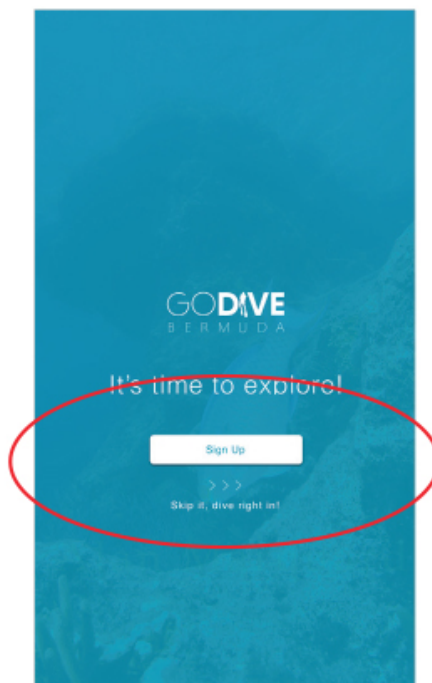 GODIVE
BERMUDA
It's time to explore!
Sign Up
>>>
Skip it, dive right in!